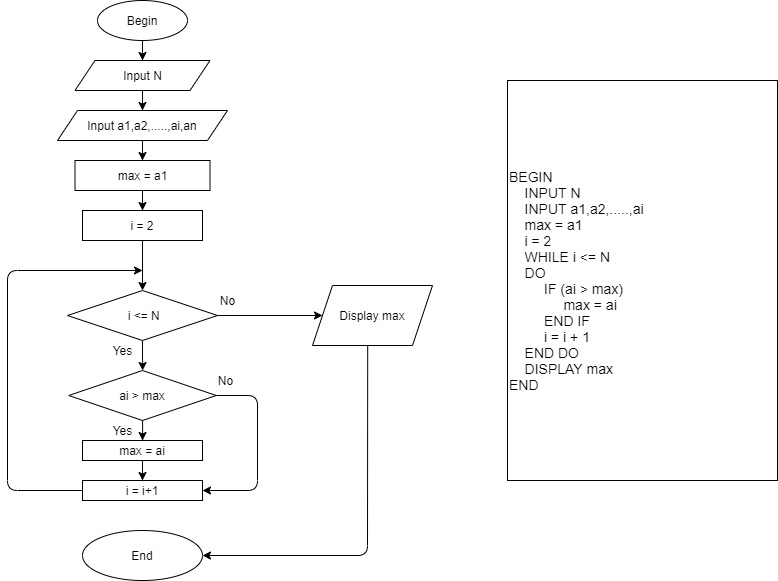 Begin
Input N
Input a1,a2,.....,ai,an
max = a1
i = 2
i <= N
No
Display max
Yes
ai > max
No
Yes
max = ai
i = i+1
End
BEGIN
INPUT N
INPUT a1,a2,.....,ai
max = a1
i = 2
WHILE i <= N
DO
IF (ai > max)
max = ai
END IF
i = i + 1
END DO
DISPLAY max
END